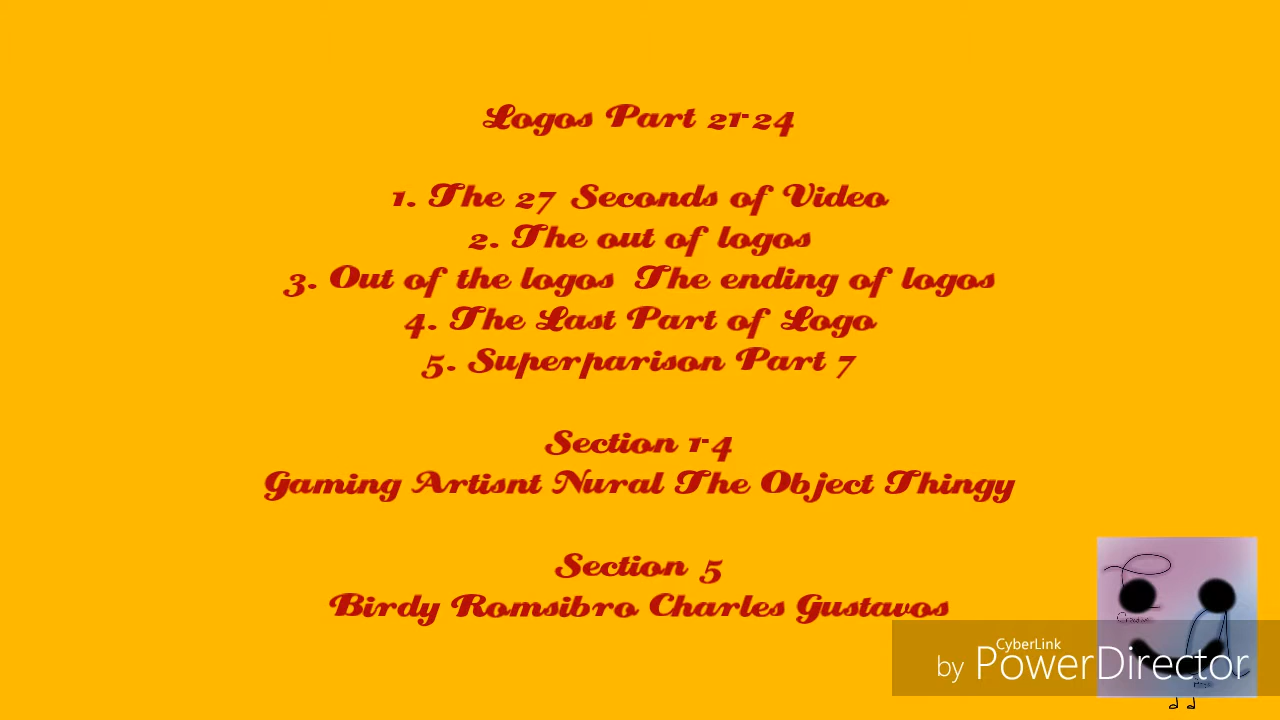 Logos Part 21-24
1. The 27 Seconds of Video
2. The out of logos
3. Out of the logos The ending of logos
4. The Last Part of Logo
5. Superparison Part 7
Section 1-4
Gaming Artisnt Nural The Object Thingy
Section 5
Birdy Romsibro Charles Gustavos
CyberLink
by PowerDirector